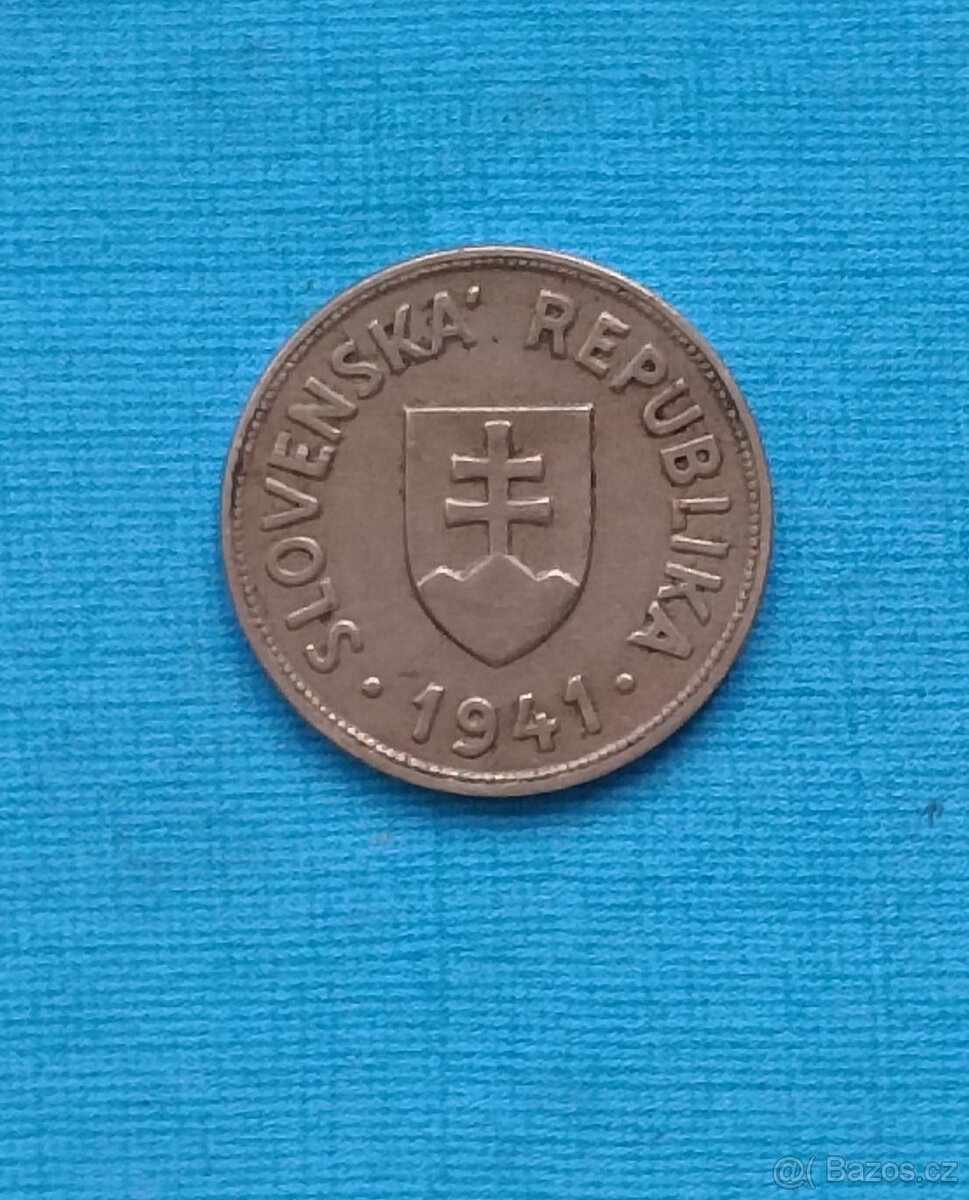 SLOVENSKÁ REPUBLIKA
• 1941 •
@( Bazos.cz